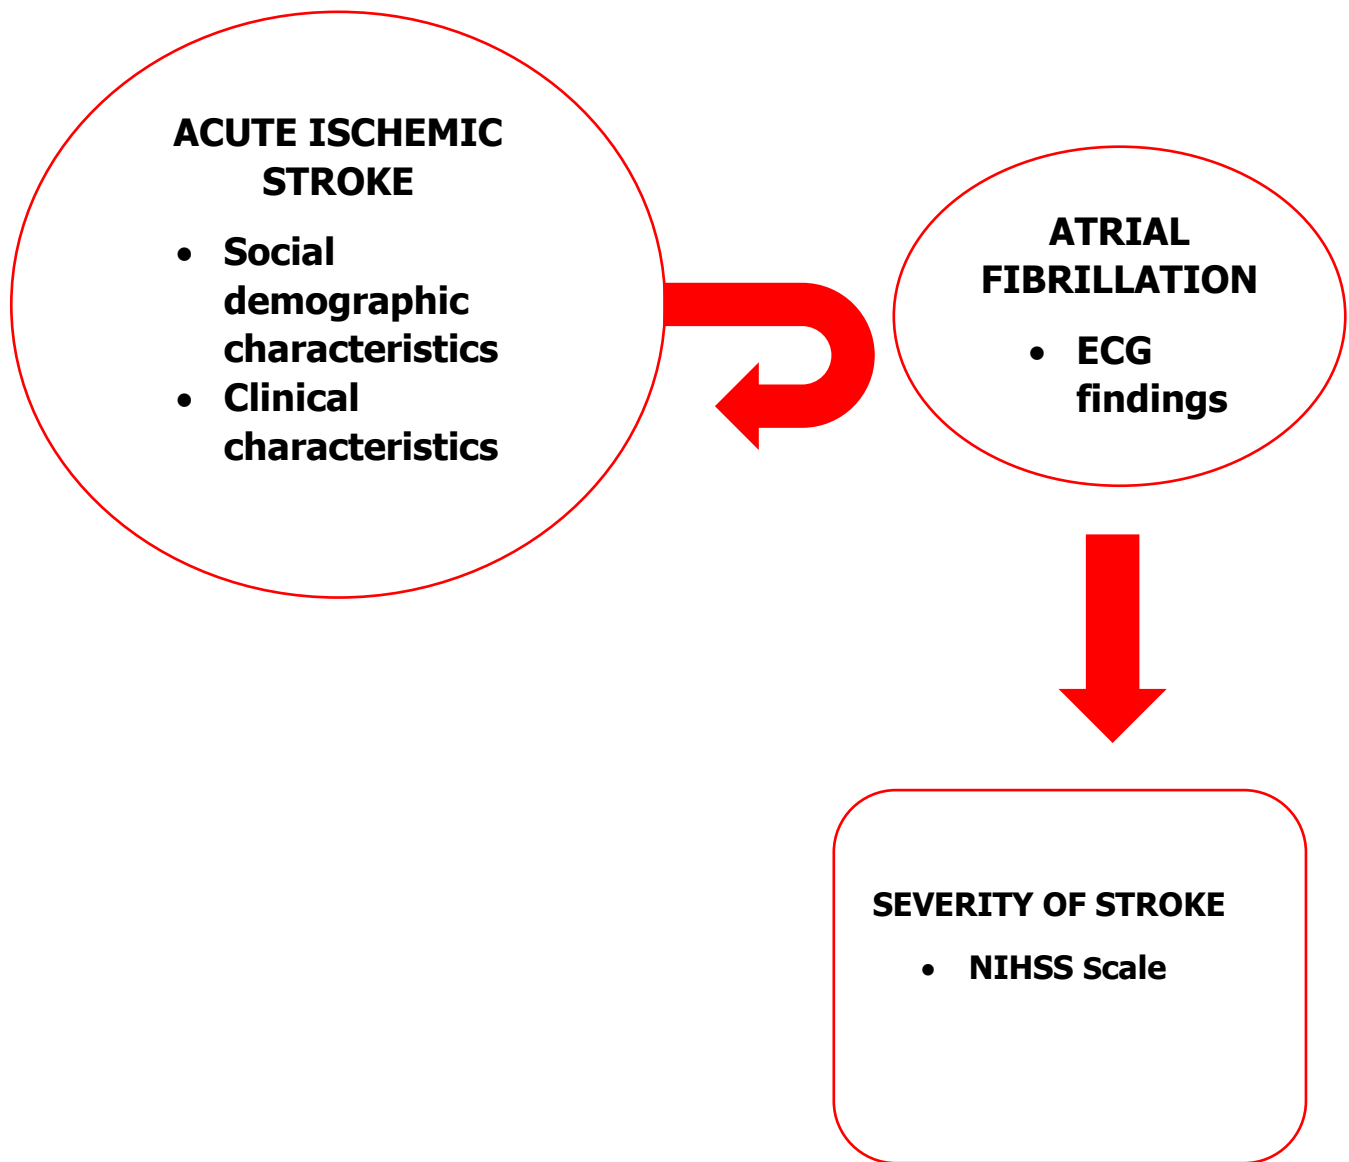 ACUTE ISCHEMIC
STROKE
• Social
demographic
characteristics
• Clinical
characteristics
ATRIAL
FIBRILLATION
• ECG
findings
SEVERITY OF STROKE
• NIHSS Scale